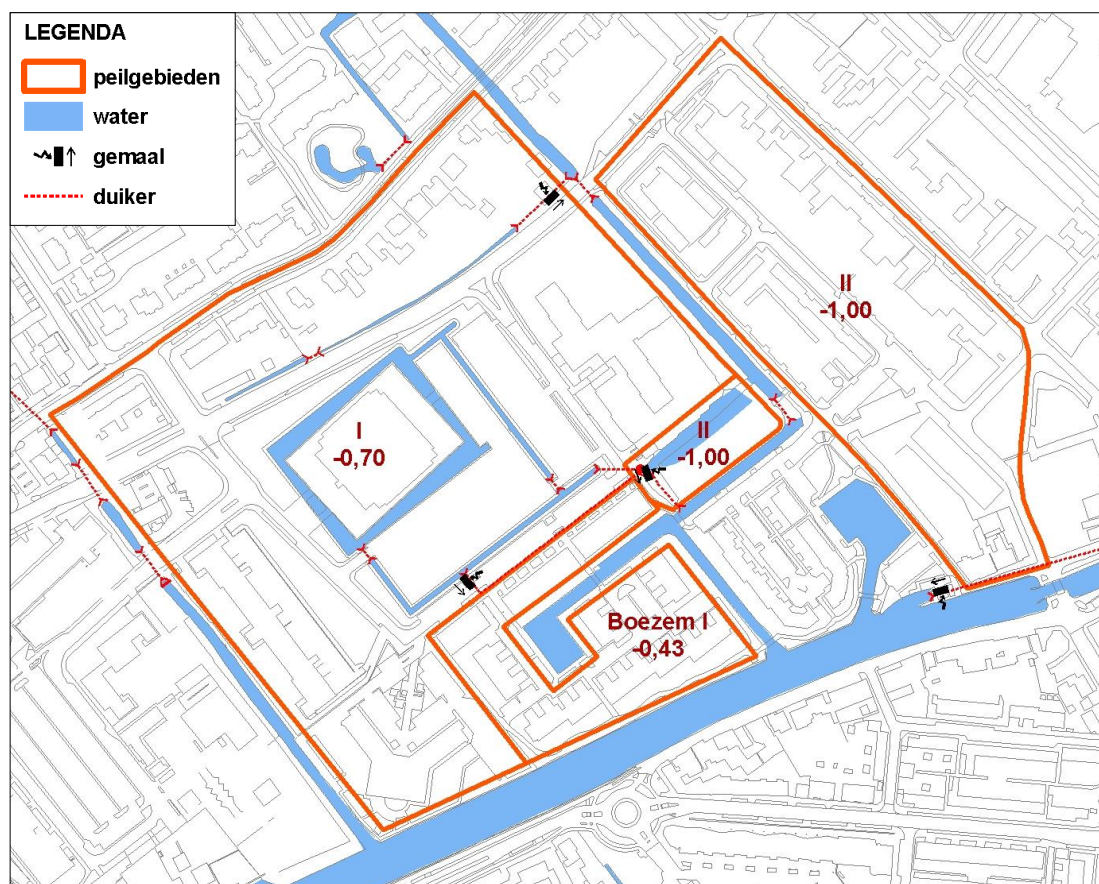 LEGENDA
peilgebieden
water
gemaal
duiker
II
-1,00
I
-0,70
II
-1,00
Boezem I
-0,43